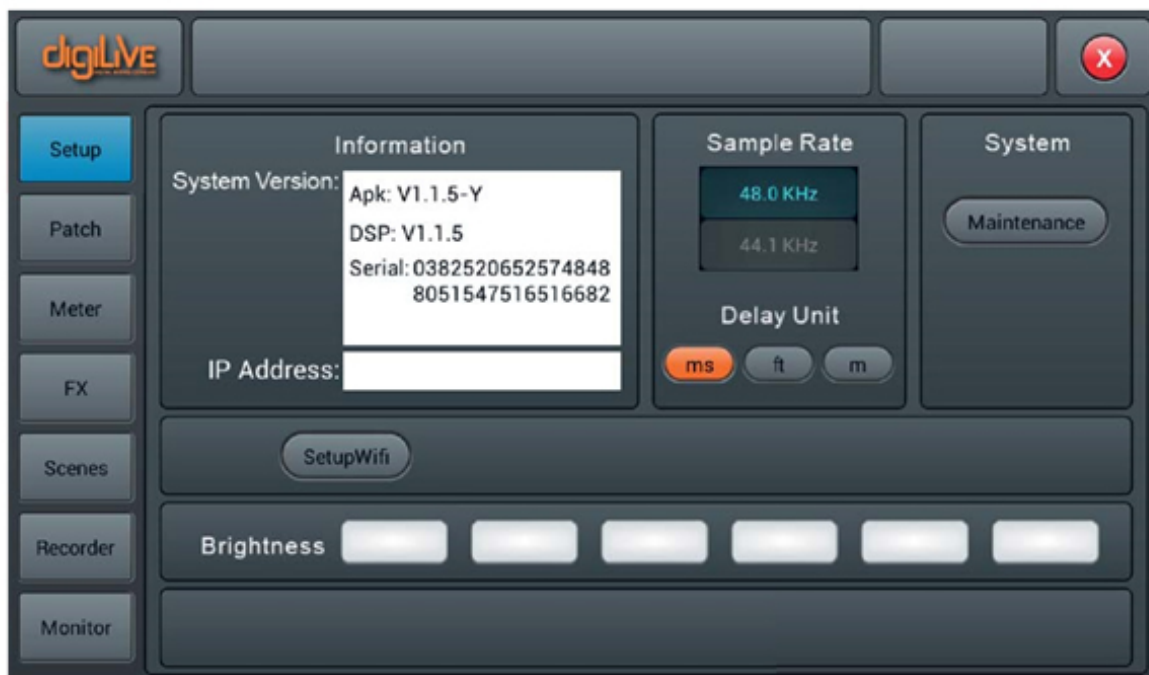 digiLiVE
X
Setup
Patch
Meter
FX
Scenes
Recorder
Monitor
Information
System Version:
Apk: V1.1.5-Y
DSP: V1.1.5
Serial: 0382520652574848
8051547516516682
IP Address:
Sample Rate
48.0 KHz
44.1 KHz
Delay Unit
ms
ft
m
System
Maintenance
SetupWifi
Brightness